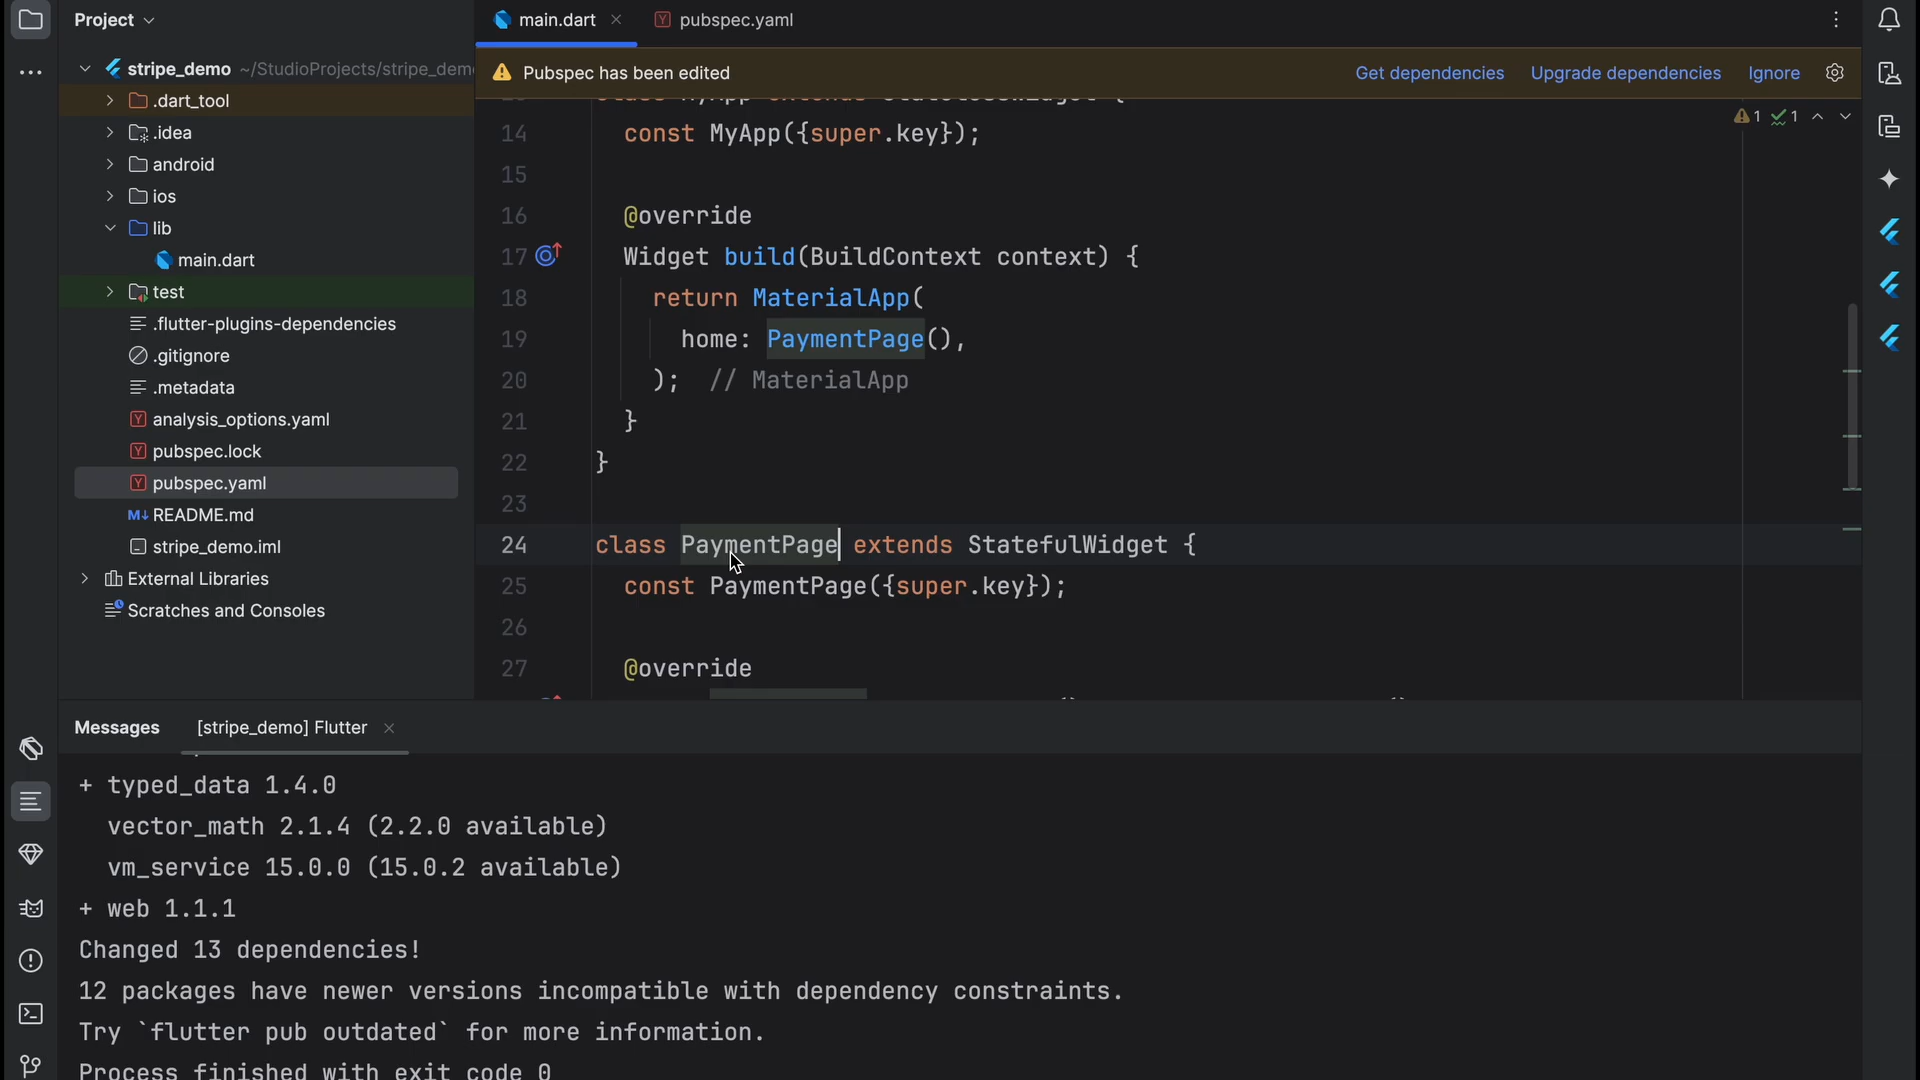 Project
main.dart
pubspec.yaml
stripe_demo ~/StudioProjects/stripe_dem
Pubspec has been edited
Get dependencies
Upgrade dependencies
Ignore
.dart_tool
.idea
android
ios
lib
main.dart
test
.flutter-plugins-dependencies
.gitignore
.metadata
analysis_options.yaml
pubspec.lock
pubspec.yaml
README.md
stripe_demo.iml
External Libraries
Scratches and Consoles
1 1
class MyApp extends StatelessWidget {
14 const MyApp({super.key});
15
16 @override
17 Widget build(BuildContext context) {
18 return MaterialApp(
19 home: PaymentPage(),
20 ); // MaterialApp
21 }
22 }
23
24 class PaymentPage extends StatefulWidget {
25 const PaymentPage({super.key});
26
27 @override
Messages
[stripe_demo] Flutter
+ typed_data 1.4.0
vector_math 2.1.4 (2.2.0 available)
vm_service 15.0.0 (15.0.2 available)
+ web 1.1.1
Changed 13 dependencies!
12 packages have newer versions incompatible with dependency constraints.
Try `flutter pub outdated` for more information.
Process finished with exit code 0